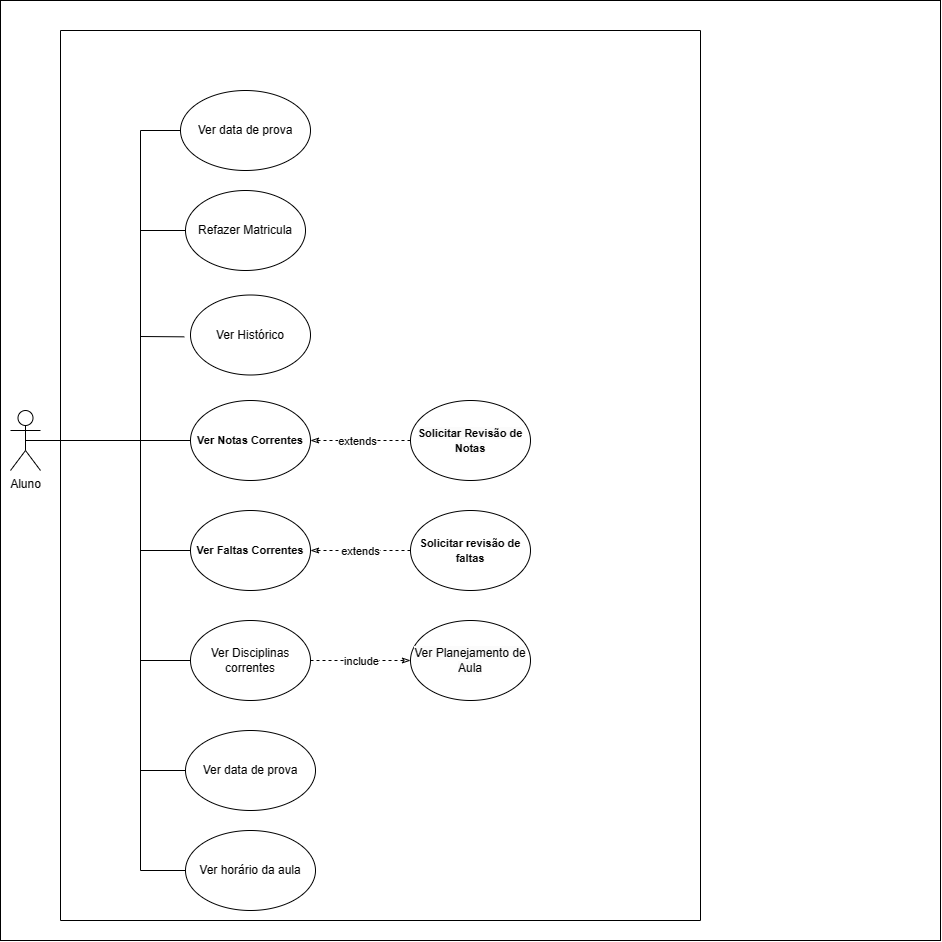 Ver data de prova
Refazer Matricula
Ver Histórico
Ver Notas Correntes
extends
Solicitar Revisão de
Notas
Aluno
Ver Faltas Correntes
extends
Solicitar revisão de
faltas
Ver Disciplinas
correntes
include
Ver Planejamento de
Aula
Ver data de prova
Ver horário da aula